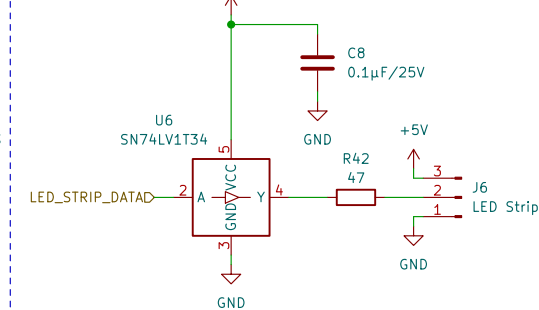 C8
0.1µF/25V
GND
U6
SN74LV1T34
5
VCC
LED_STRIP_DATA
2
A
Y
4
GND
3
GND
R42
47
+5V
3
2
1
J6
LED Strip
GND